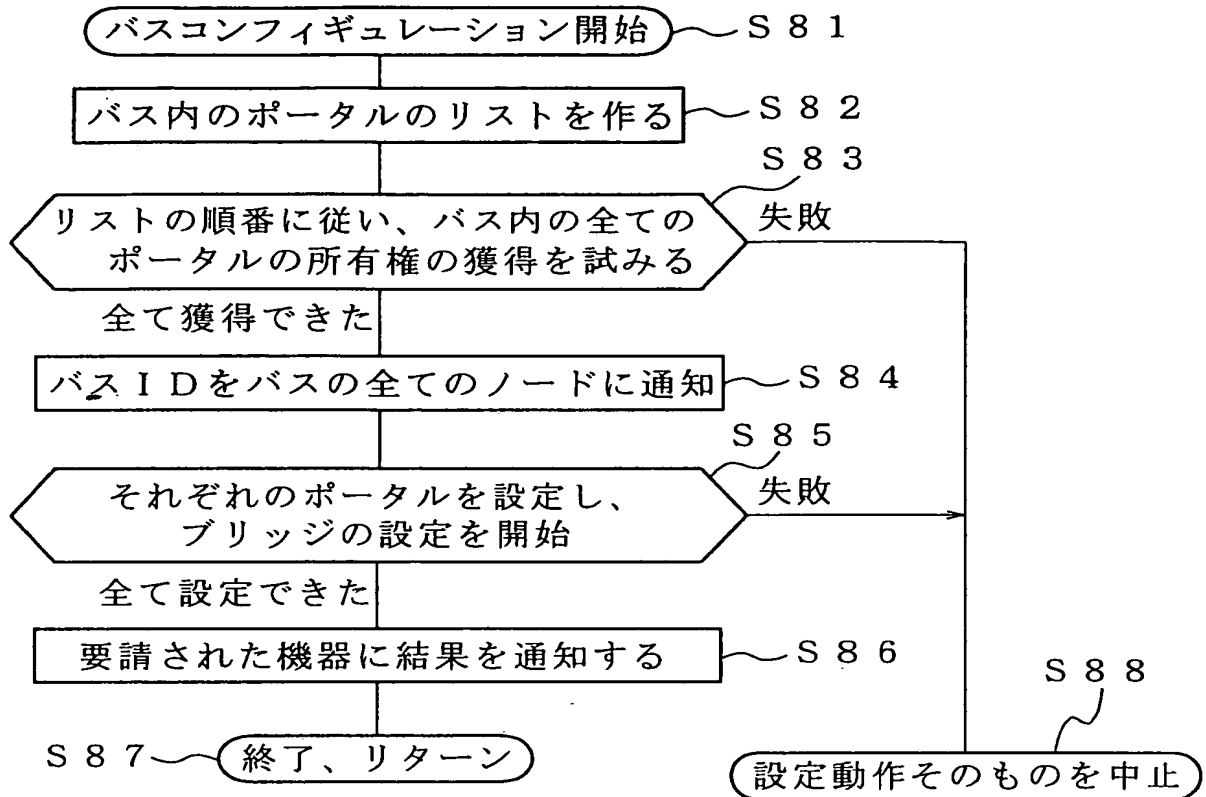 バスコンフィギュレーション開始
S81
バス内のポータルのリストを作る
S82
S83
リストの順番に従い、バス内の全ての
ポータルの所有権の獲得を試みる
失敗
全て獲得できた
バスIDをバスの全てのノードに通知
S84
S85
それぞれのポータルを設定し、
ブリッジの設定を開始
失敗
全て設定できた
要請された機器に結果を通知する
S86
S88
S87
終了、リターン
設定動作そのものを中止